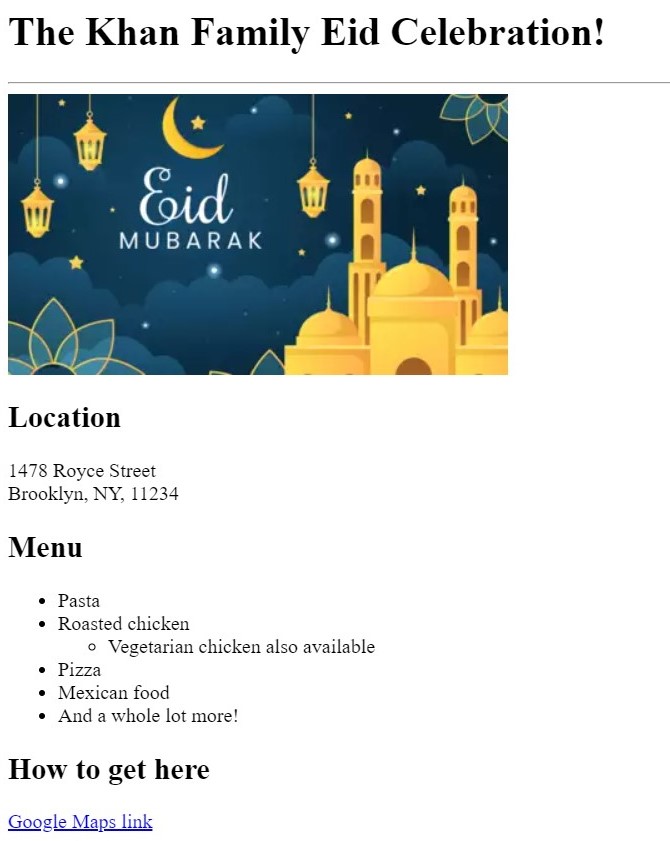 The Khan Family Eid Celebration!
Eid
MUBARAK
Location
1478 Royce Street
Brooklyn, NY, 11234
Menu
Pasta
Roasted chicken
Vegetarian chicken also available
Pizza
Mexican food
And a whole lot more!
How to get here
Google Maps link